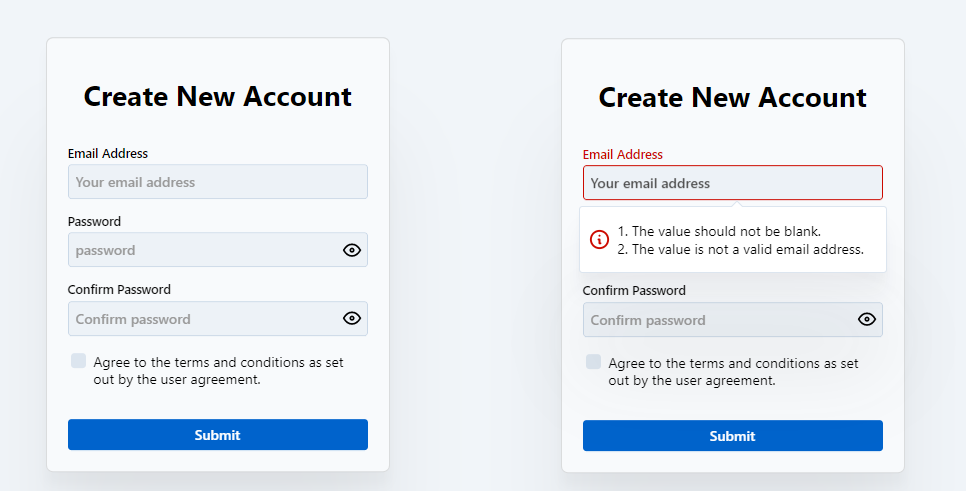 Create New Account
Email Address
Your email address
Password
password
Confirm Password
Confirm password
Agree to the terms and conditions as set
out by the user agreement.
Submit
Create New Account
Email Address
Your email address
1. The value should not be blank.
2. The value is not a valid email address.
Confirm Password
Confirm password
Agree to the terms and conditions as set
out by the user agreement.
Submit